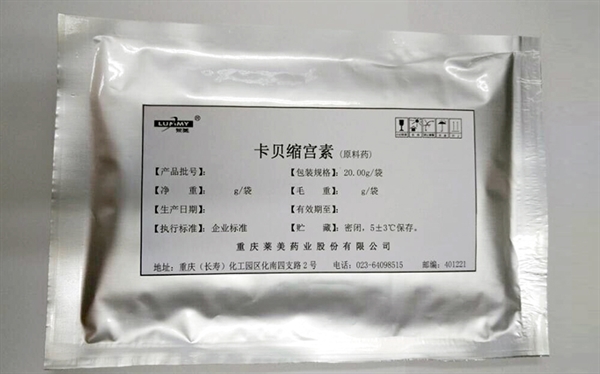 LUMMY®
莱美
卡贝缩宫素 (原料药)
【产品批号】: 【包装规格】: 20.00g/袋
【净 重】: g/袋 【毛 重】: g/袋
【生产日期】: 【有效期至】:
【执行标准】: 企业标准 【贮 藏】: 密闭, 5±3℃保存。
重庆莱美药业股份有限公司
地址: 重庆 (长寿) 化工园区化南四支路2号 电话: 023-64098515 邮编: 401221